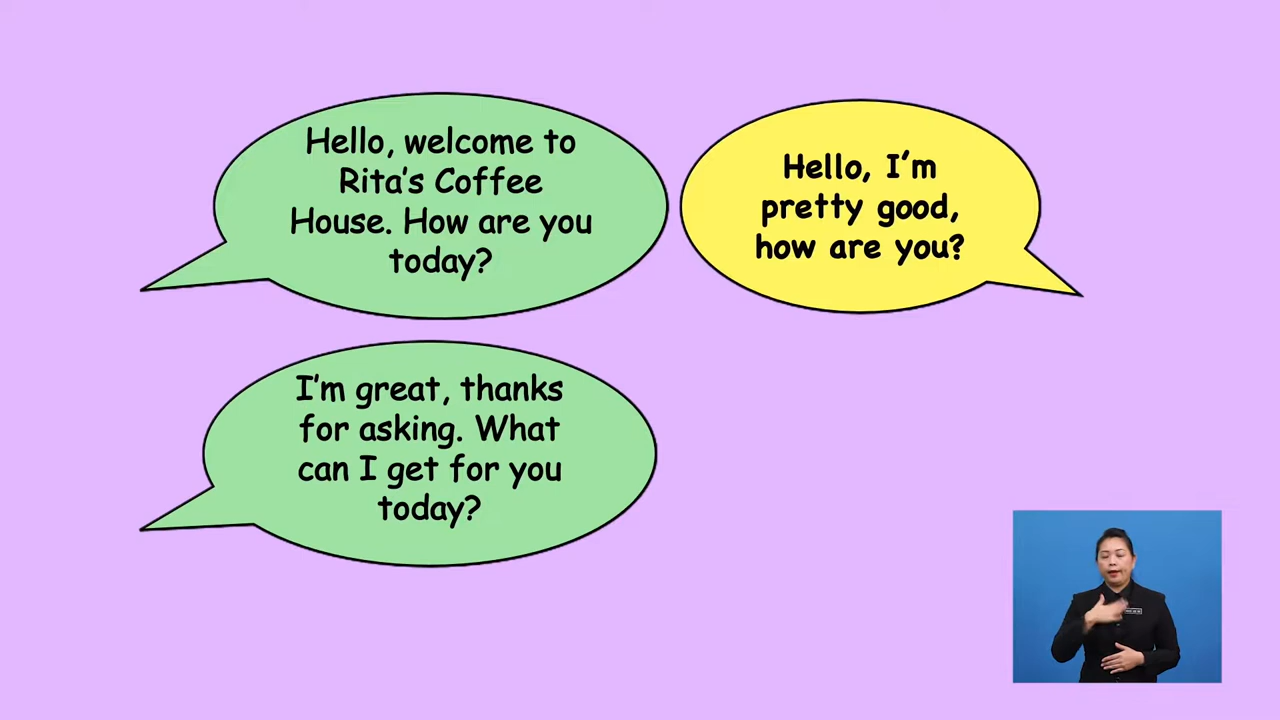 Hello, welcome to
Rita's Coffee
House. How are you
today?
Hello, I'm
pretty good,
how are you?
I'm great, thanks
for asking. What
can I get for you
today?